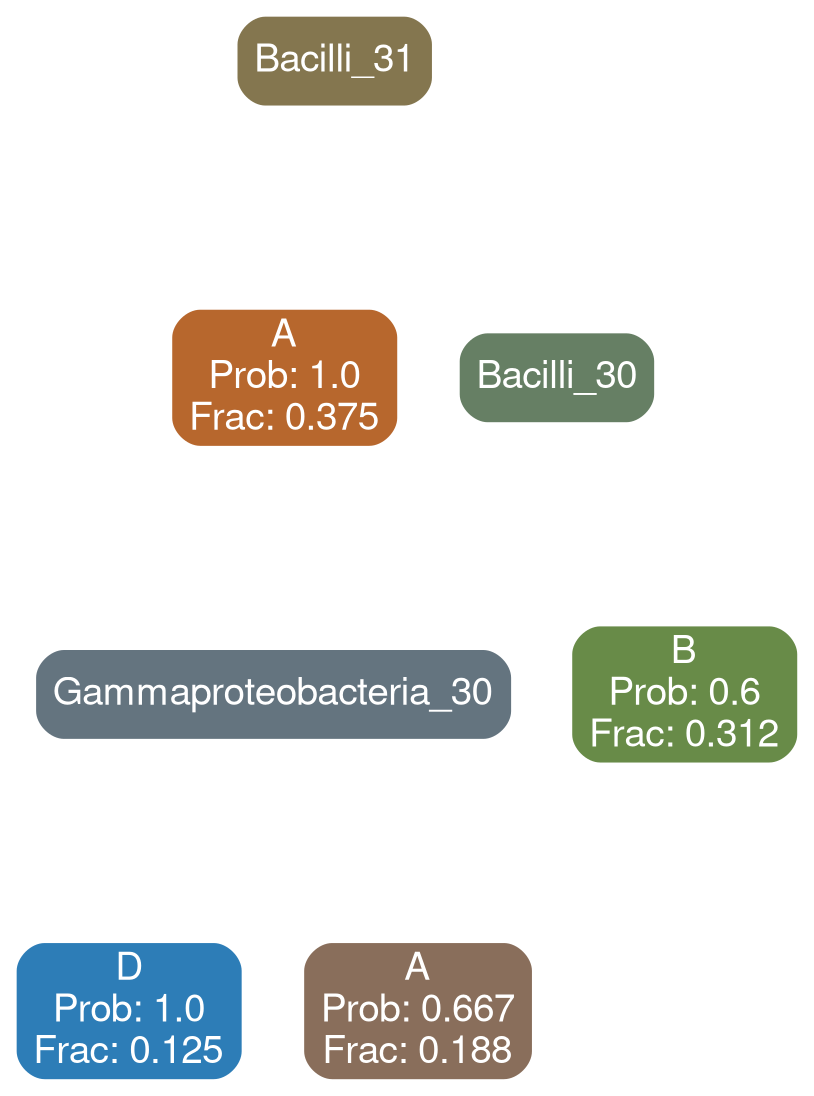 Bacilli_31
A
Prob: 1.0
Frac: 0.375
Bacilli_30
Gammaproteobacteria_30
B
Prob: 0.6
Frac: 0.312
D
Prob: 1.0
Frac: 0.125
A
Prob: 0.667
Frac: 0.188